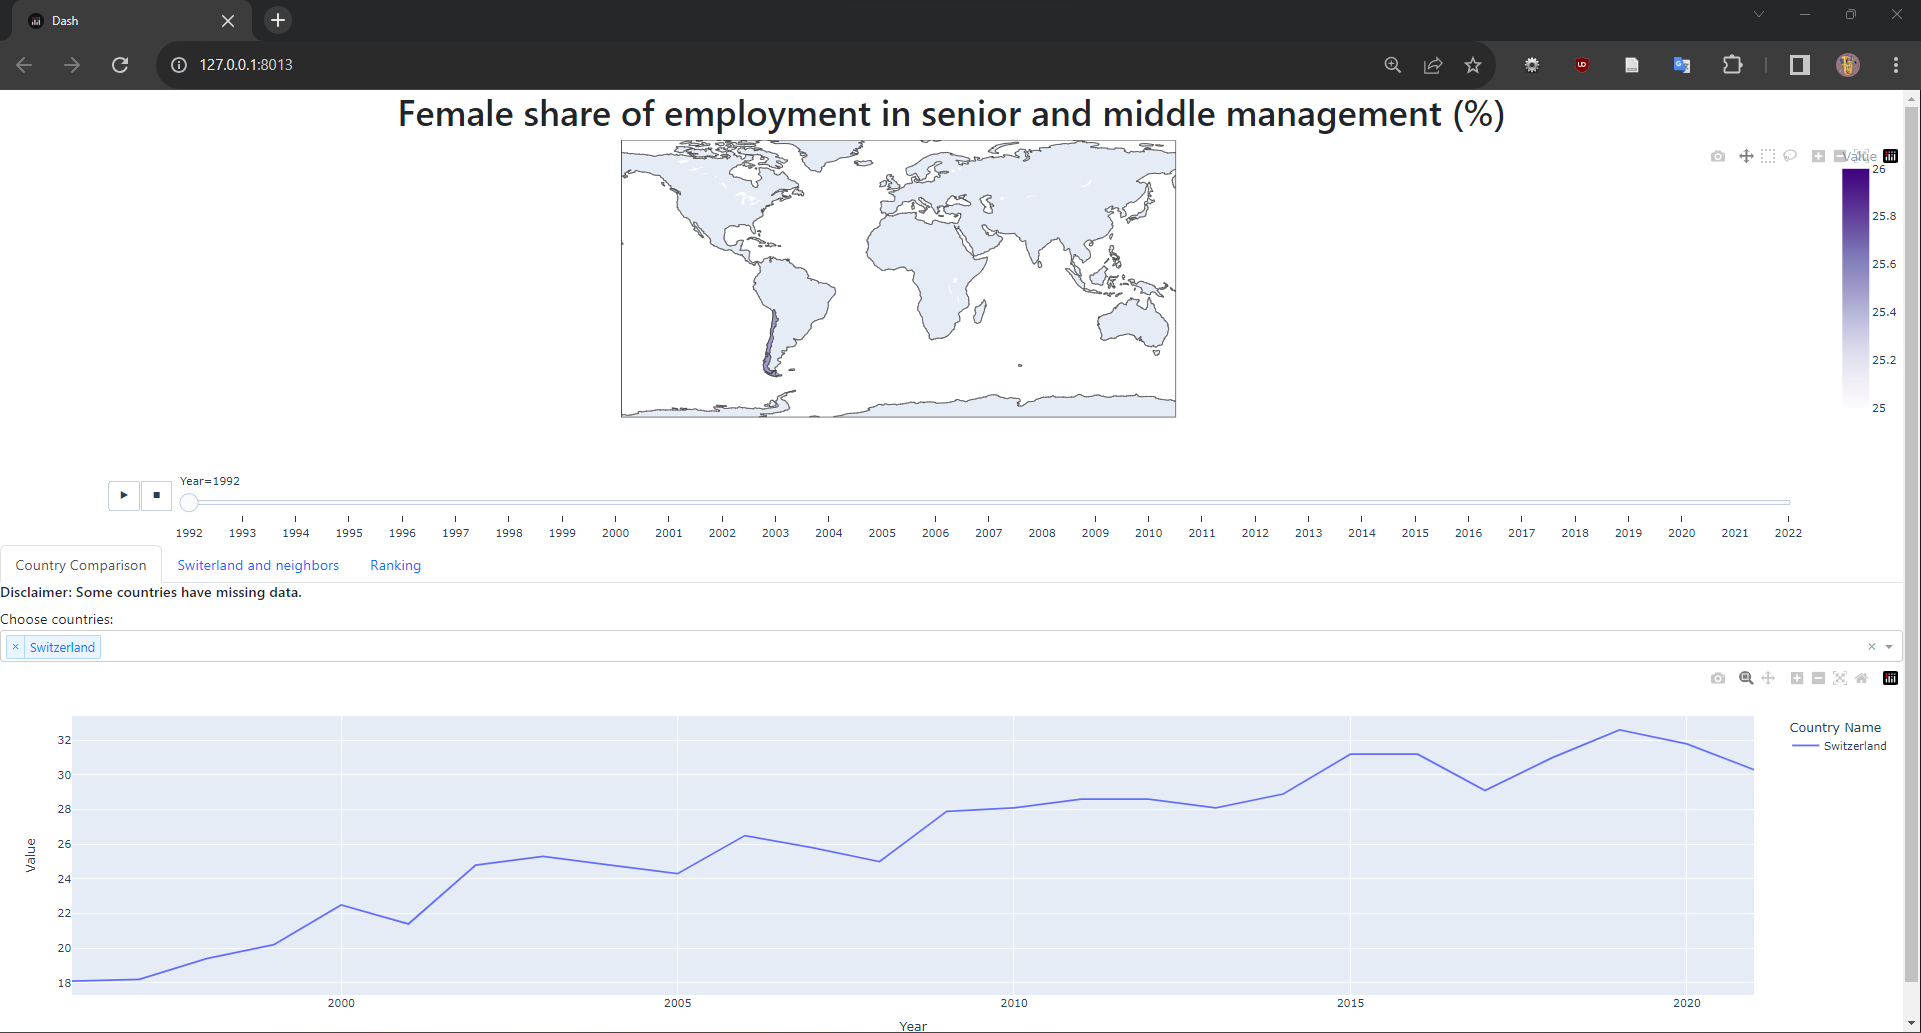 Dash
127.0.0.1:8013
Female share of employment in senior and middle management (%)
Value
26
25.8
25.6
25.4
25.2
25
Year=1992
1992 1993 1994 1995 1996 1997 1998 1999 2000 2001 2002 2003 2004 2005 2006 2007 2008 2009 2010 2011 2012 2013 2014 2015 2016 2017 2018 2019 2020 2021 2022
Country Comparison Switerland and neighbors Ranking
Disclaimer: Some countries have missing data.
Choose countries:
× Switzerland
Country Name
Switzerland
32
30
28
26
24
22
20
18
Value
2000 2005 2010 2015 2020
Year